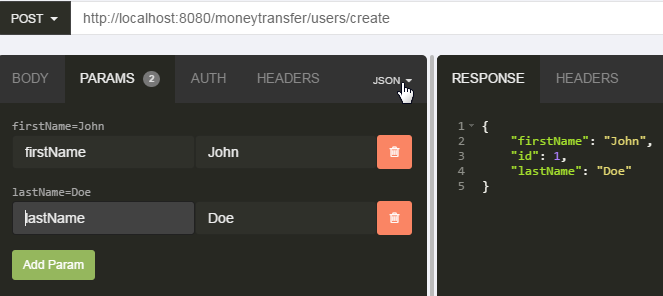 POST http://localhost:8080/moneytransfer/users/create
BODY PARAMS 2 AUTH HEADERS JSON
firstName=John
firstName John
lastName=Doe
lastName Doe
Add Param
RESPONSE HEADERS
1 {
2 "firstName": "John",
3 "id": 1,
4 "lastName": "Doe"
5 }